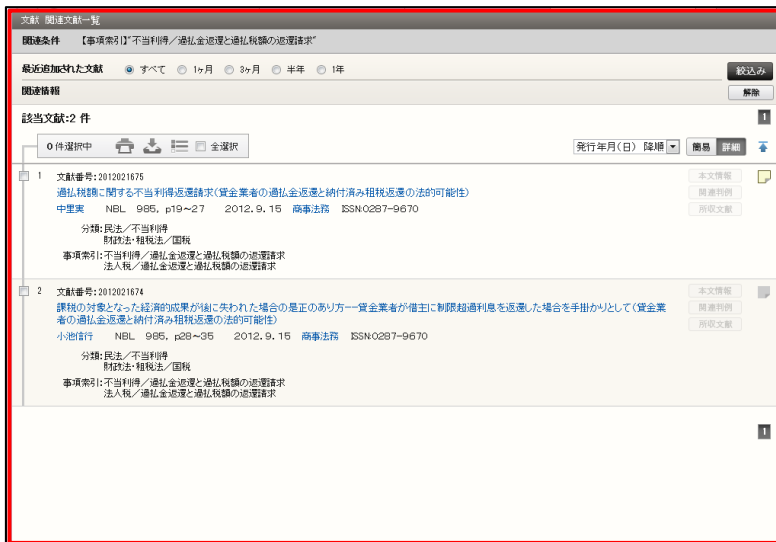 文献 関連文献一覧
関連条件 【事項索引】"不当利得／過払金返還と過払税額の返還請求"
最近追加された文献 すべて 1ヶ月 3ヶ月 半年 1年 絞込み
関連情報 解除
該当文献:2 件 1
0 件選択中 全選択 発行年月(日) 降順 簡易 詳細
1 文献番号:2012021675 本文情報
過払税額に関する不当利得返還請求(貸金業者の過払金返還と納付済み租税返還の法的可能性) 関連判例
中里実 NBL 985, p19~27 2012.9.15 商事法務 ISSN:0287-9670 所収文献
分類:民法／不当利得
財政法・租税法／国税
事項索引:不当利得／過払金返還と過払税額の返還請求
法人税／過払金返還と過払税額の返還請求
2 文献番号:2012021674 本文情報
課税の対象となった経済的成果が後に失われた場合の是正のあり方――貸金業者が借主に制限超過利息を返還した場合を手掛かりとして(貸金業 関連判例
者の過払金返還と納付済み租税返還の法的可能性) 所収文献
小池信行 NBL 985, p28~35 2012.9.15 商事法務 ISSN:0287-9670
分類:民法／不当利得
財政法・租税法／国税
事項索引:不当利得／過払金返還と過払税額の返還請求
法人税／過払金返還と過払税額の返還請求
1